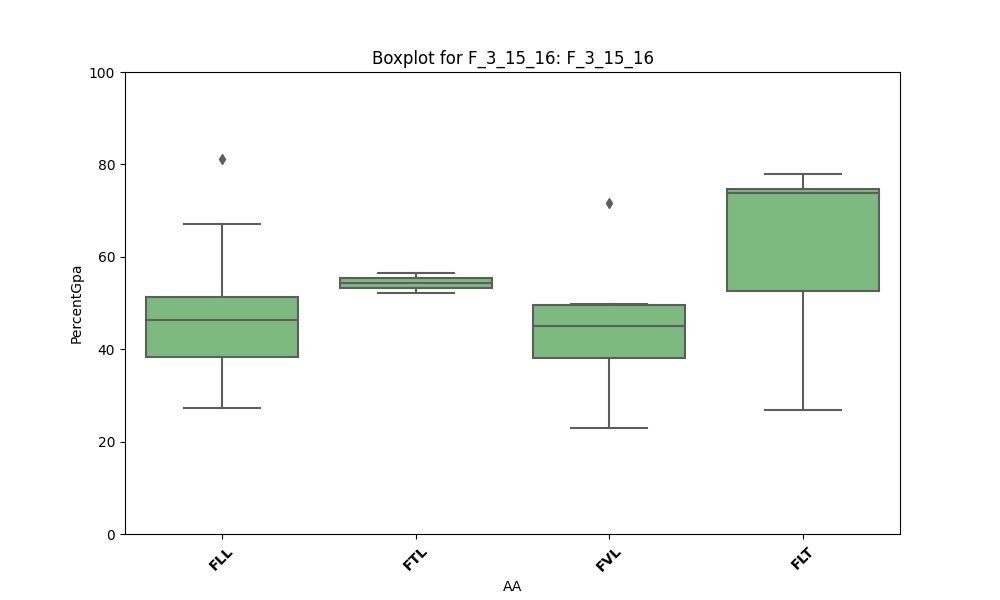 Boxplot for F_3_15_16: F_3_15_16
100
80
60
40
20
0
PercentGpa
FLL
FTL
FVL
FLT
AA